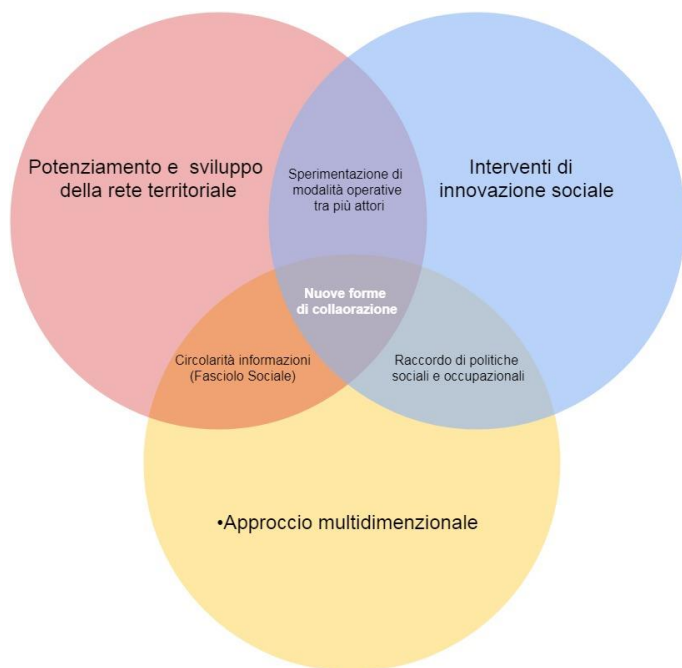 Potenziamento e sviluppo
della rete territoriale
Sperimentazione di
modalità operative
tra più attori
Interventi di
innovazione sociale
Nuove forme
di collaorazione
Circolarità informazioni
(Fasciolo Sociale)
Raccordo di politiche
sociali e occupazionali
•Approccio multidimenzionale